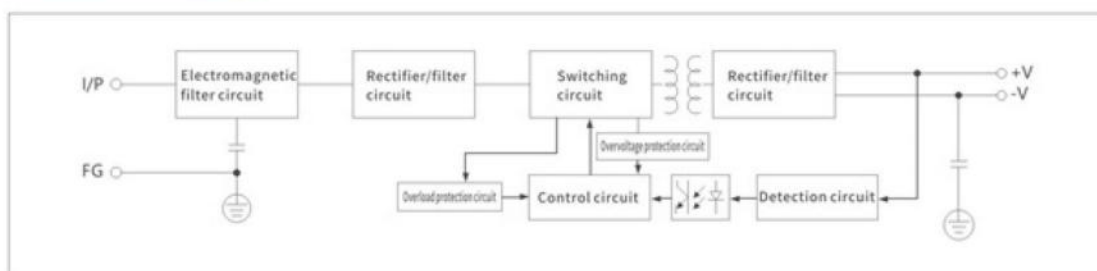 I/P
Electromagnetic
filter circuit
Rectifier/filter
circuit
Switching
circuit
Rectifier/filter
circuit
+V
-V
Overvoltage protection circuit
FG
Overload protection circuit
Control circuit
Detection circuit